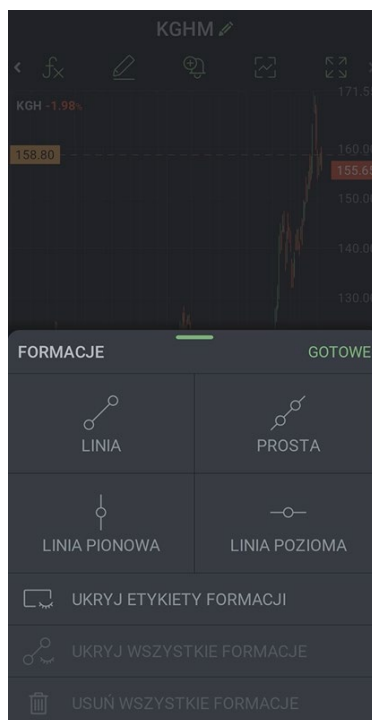 KGHM
171.5
KGH -1.98%
158.80
160.00
155.65
150.00
140.00
130.00
FORMACJE
GOTOWE
LINIA
PROSTA
LINIA PIONOWA
LINIA POZIOMA
UKRYJ ETYKIETY FORMACJI
UKRYJ WSZYSTKIE FORMACJE
USUŃ WSZYSTKIE FORMACJE